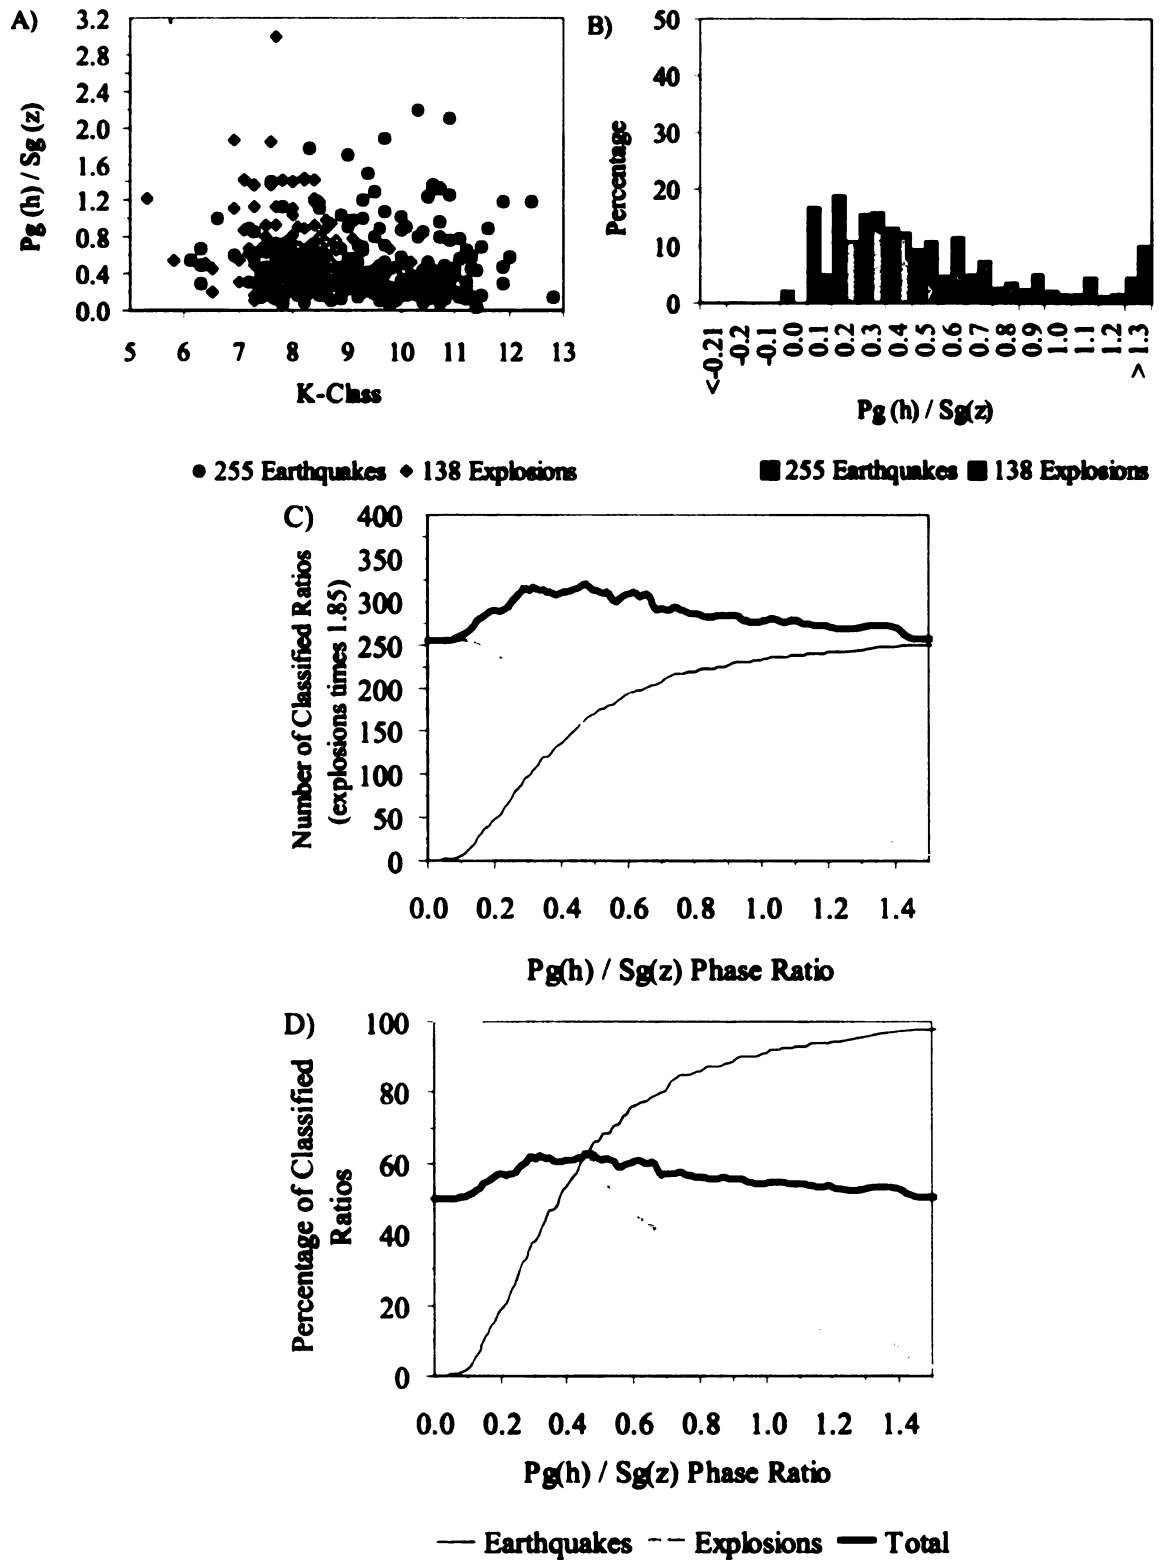 A)
3.2
2.8
2.4
2.0
1.6
1.2
0.8
0.4
0.0
Pg (h) / Sg (z)
5 6 7 8 9 10 11 12 13
K-Class
● 255 Earthquakes ◆ 138 Explosions
B)
50
40
30
20
10
0
Percentage
<-0.21 -0.2 -0.1 0.0 0.1 0.2 0.3 0.4 0.5 0.6 0.7 0.8 0.9 1.0 1.1 1.2 > 1.3
Pg (h) / Sg(z)
255 Earthquakes 138 Explosions
C)
400
350
300
250
200
150
100
50
0
Number of Classified Ratios
(explosions times 1.85)
0.0 0.2 0.4 0.6 0.8 1.0 1.2 1.4
Pg(h) / Sg(z) Phase Ratio
D)
100
80
60
40
20
0
Percentage of Classified
Ratios
0.0 0.2 0.4 0.6 0.8 1.0 1.2 1.4
Pg(h) / Sg(z) Phase Ratio
Earthquakes Explosions Total